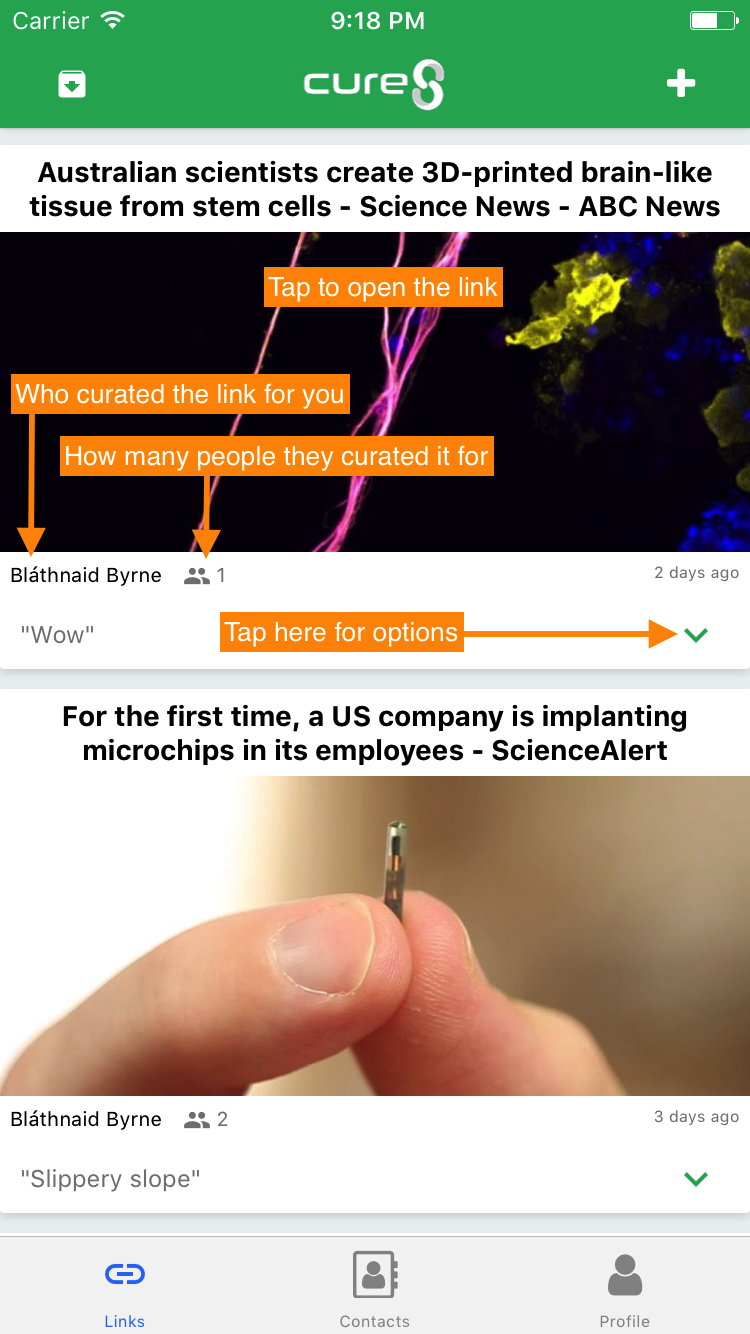 Carrier 9:18 PM
cure8
Australian scientists create 3D-printed brain-like
tissue from stem cells - Science News - ABC News
Tap to open the link
Who curated the link for you
How many people they curated it for
Bláthnaid Byrne 1 2 days ago
"Wow" Tap here for options
For the first time, a US company is implanting
microchips in its employees - ScienceAlert
Bláthnaid Byrne 2 3 days ago
"Slippery slope"
Links Contacts Profile